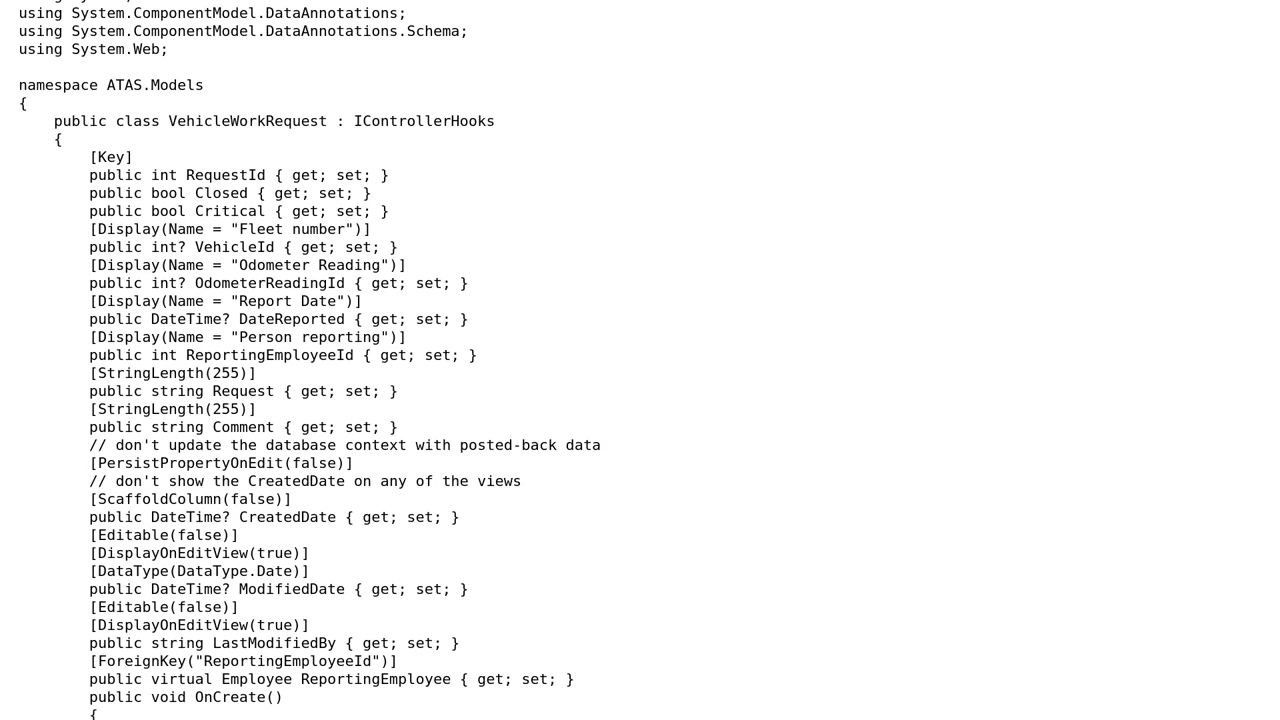 using System.ComponentModel.DataAnnotations;
using System.ComponentModel.DataAnnotations.Schema;
using System.Web;

namespace ATAS.Models
{
    public class VehicleWorkRequest : IControllerHooks
    {
        [Key]
        public int RequestId { get; set; }
        public bool Closed { get; set; }
        public bool Critical { get; set; }
        [Display(Name = "Fleet number")]
        public int? VehicleId { get; set; }
        [Display(Name = "Odometer Reading")]
        public int? OdometerReadingId { get; set; }
        [Display(Name = "Report Date")]
        public DateTime? DateReported { get; set; }
        [Display(Name = "Person reporting")]
        public int ReportingEmployeeId { get; set; }
        [StringLength(255)]
        public string Request { get; set; }
        [StringLength(255)]
        public string Comment { get; set; }
        // don't update the database context with posted-back data
        [PersistPropertyOnEdit(false)]
        // don't show the CreatedDate on any of the views
        [ScaffoldColumn(false)]
        public DateTime? CreatedDate { get; set; }
        [Editable(false)]
        [DisplayOnEditView(true)]
        [DataType(DataType.Date)]
        public DateTime? ModifiedDate { get; set; }
        [Editable(false)]
        [DisplayOnEditView(true)]
        public string LastModifiedBy { get; set; }
        [ForeignKey("ReportingEmployeeId")]
        public virtual Employee ReportingEmployee { get; set; }
        public void OnCreate()
        {